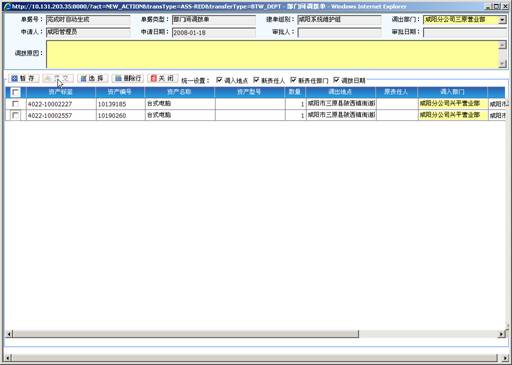 http://10.131.203.35:8080/?act=NEW_ACTION&transType=ASS-RED&transferType=BTW_DEPT - 部门间调拨单 - Windows Internet Explorer
单据号： 完成时自动生成 单据类型： 部门间调拨单 建单组别： 咸阳系统维护组 调出部门： 咸阳分公司三原营业部
申请人： 咸阳管理员 申请日期： 2008-01-18 审批人： 审批日期：
调拨原因：
暂 存 提 交 选 择 删除行 关 闭 统一设置： 调入地点 新责任人 新责任部门 调拨日期
资产标签 资产编号 资产名称 资产型号 数量 调出地点 原责任人 调入部门
4022-10002227 10139185 台式电脑 1 咸阳市三原县陂西镇街道 咸阳分公司兴平营业部 咸阳市
4022-10002557 10190260 台式电脑 1 咸阳市三原县陂西镇街道 咸阳分公司兴平营业部 咸阳市